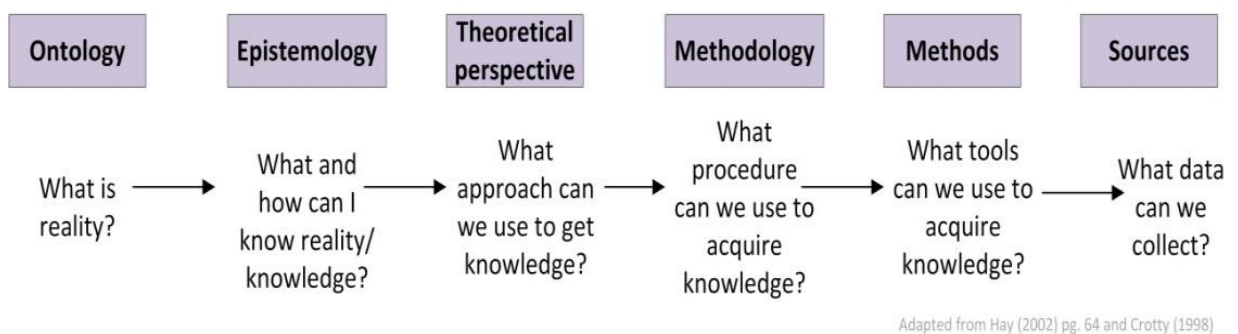 Ontology
Epistemology
Theoretical
perspective
Methodology
Methods
Sources
What is
reality?
What and
how can I
know reality/
knowledge?
What
approach can
we use to get
knowledge?
What
procedure
can we use to
acquire
knowledge?
What tools
can we use to
acquire
knowledge?
What data
can we
collect?
Adapted from Hay (2002) pg. 64 and Crotty (1998)